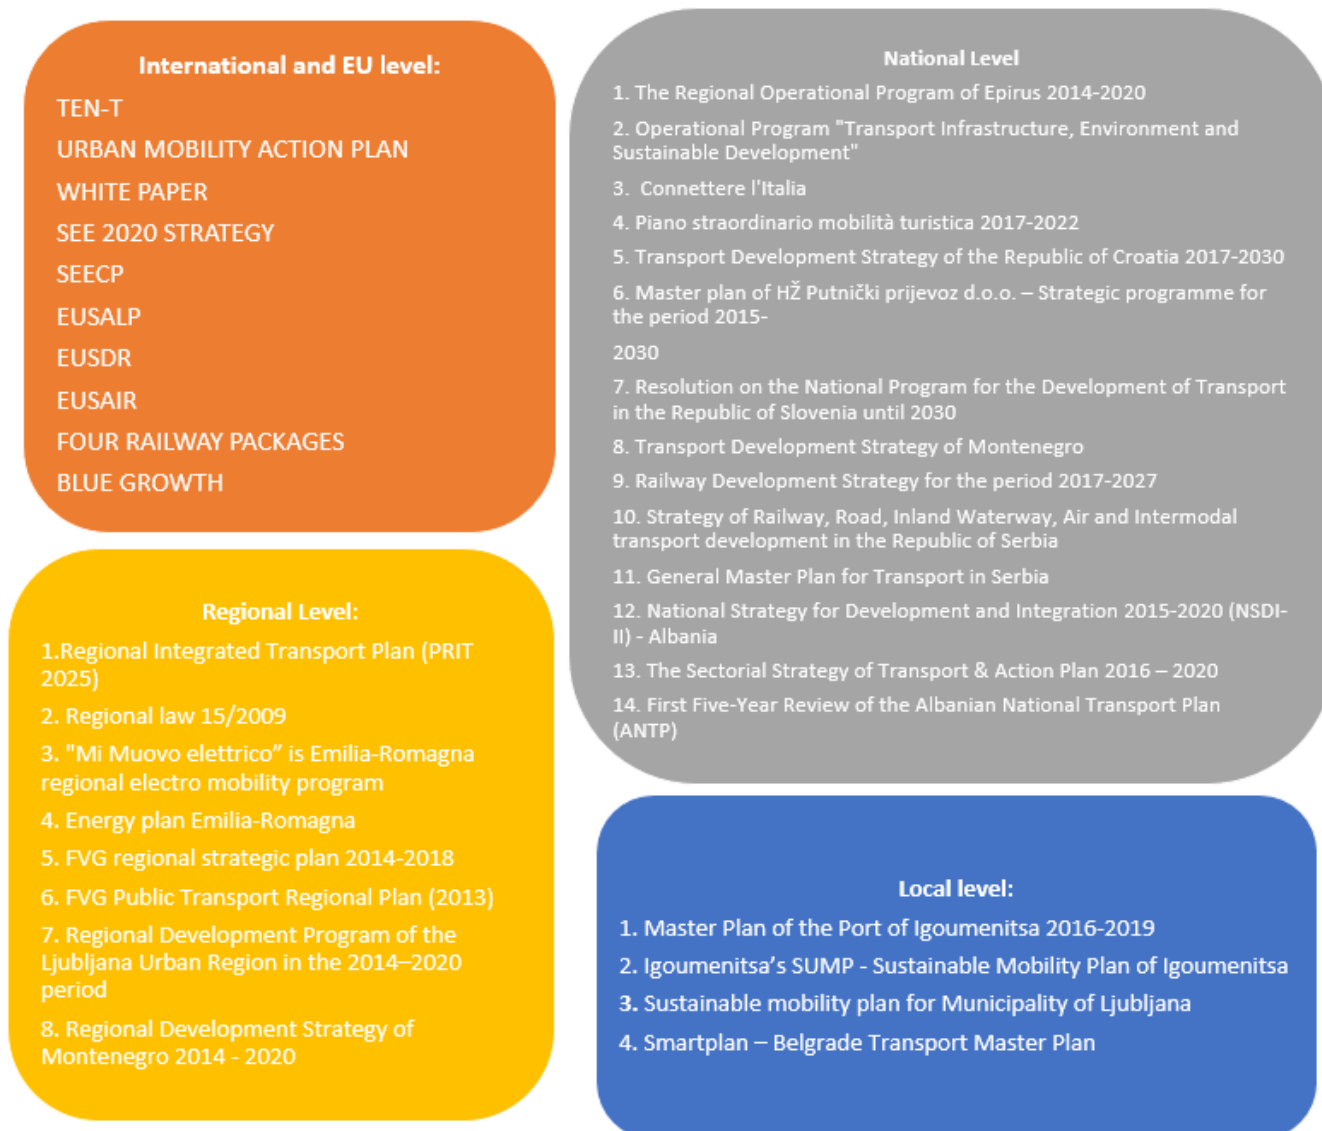 International and EU level:
TEN-T
URBAN MOBILITY ACTION PLAN
WHITE PAPER
SEE 2020 STRATEGY
SEECP
EUSALP
EUSDR
EUSAIR
FOUR RAILWAY PACKAGES
BLUE GROWTH
National Level
1. The Regional Operational Program of Epirus 2014-2020
2. Operational Program "Transport Infrastructure, Environment and
Sustainable Development"
3.  Connettere l'Italia
4. Piano straordinario mobilità turistica 2017-2022
5. Transport Development Strategy of the Republic of Croatia 2017-2030
6. Master plan of HŽ Putnički prijevoz d.o.o. – Strategic programme for
the period 2015-
2030
7. Resolution on the National Program for the Development of Transport
in the Republic of Slovenia until 2030
8. Transport Development Strategy of Montenegro
9. Railway Development Strategy for the period 2017-2027
10. Strategy of Railway, Road, Inland Waterway, Air and Intermodal
transport development in the Republic of Serbia
11. General Master Plan for Transport in Serbia
12. National Strategy for Development and Integration 2015-2020 (NSDI-
II) - Albania
13. The Sectorial Strategy of Transport & Action Plan 2016 – 2020
14. First Five-Year Review of the Albanian National Transport Plan
(ANTP)
Regional Level:
1.Regional Integrated Transport Plan (PRIT
2025)
2. Regional law 15/2009
3. "Mi Muovo elettrico” is Emilia-Romagna
regional electro mobility program
4. Energy plan Emilia-Romagna
5. FVG regional strategic plan 2014-2018
6. FVG Public Transport Regional Plan (2013)
7. Regional Development Program of the
Ljubljana Urban Region in the 2014–2020
period
8. Regional Development Strategy of
Montenegro 2014 - 2020
Local level:
1. Master Plan of the Port of Igoumenitsa 2016-2019
2. Igoumenitsa’s SUMP - Sustainable Mobility Plan of Igoumenitsa
3. Sustainable mobility plan for Municipality of Ljubljana
4. Smartplan – Belgrade Transport Master Plan